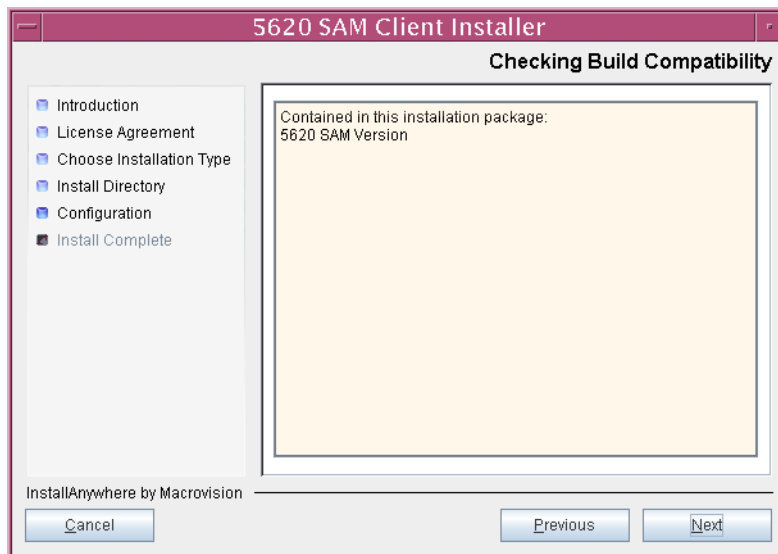 5620 SAM Client Installer
Checking Build Compatibility
Introduction
License Agreement
Choose Installation Type
Install Directory
Configuration
Install Complete
Contained in this installation package:
5620 SAM Version
InstallAnywhere by Macrovision
Cancel
Previous
Next